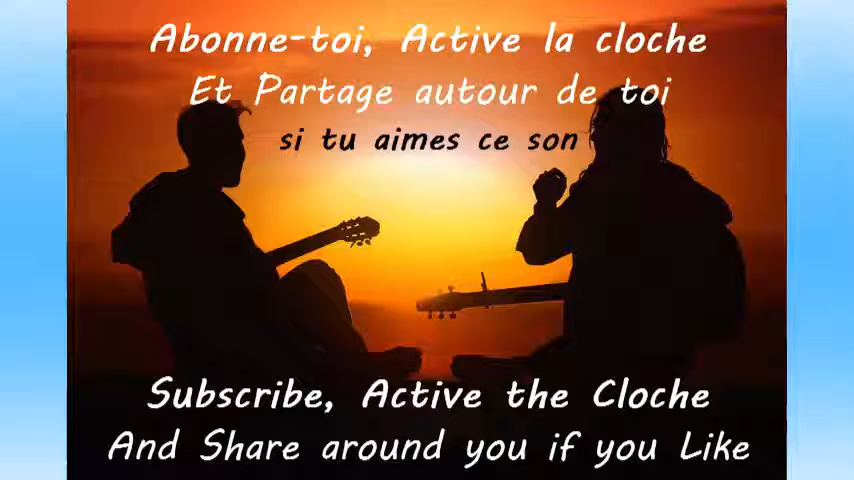 Abonne-toi, Active la cloche
Et Partage autour de toi
si tu aimes ce son
Subscribe, Active the Cloche
And Share around you if you Like